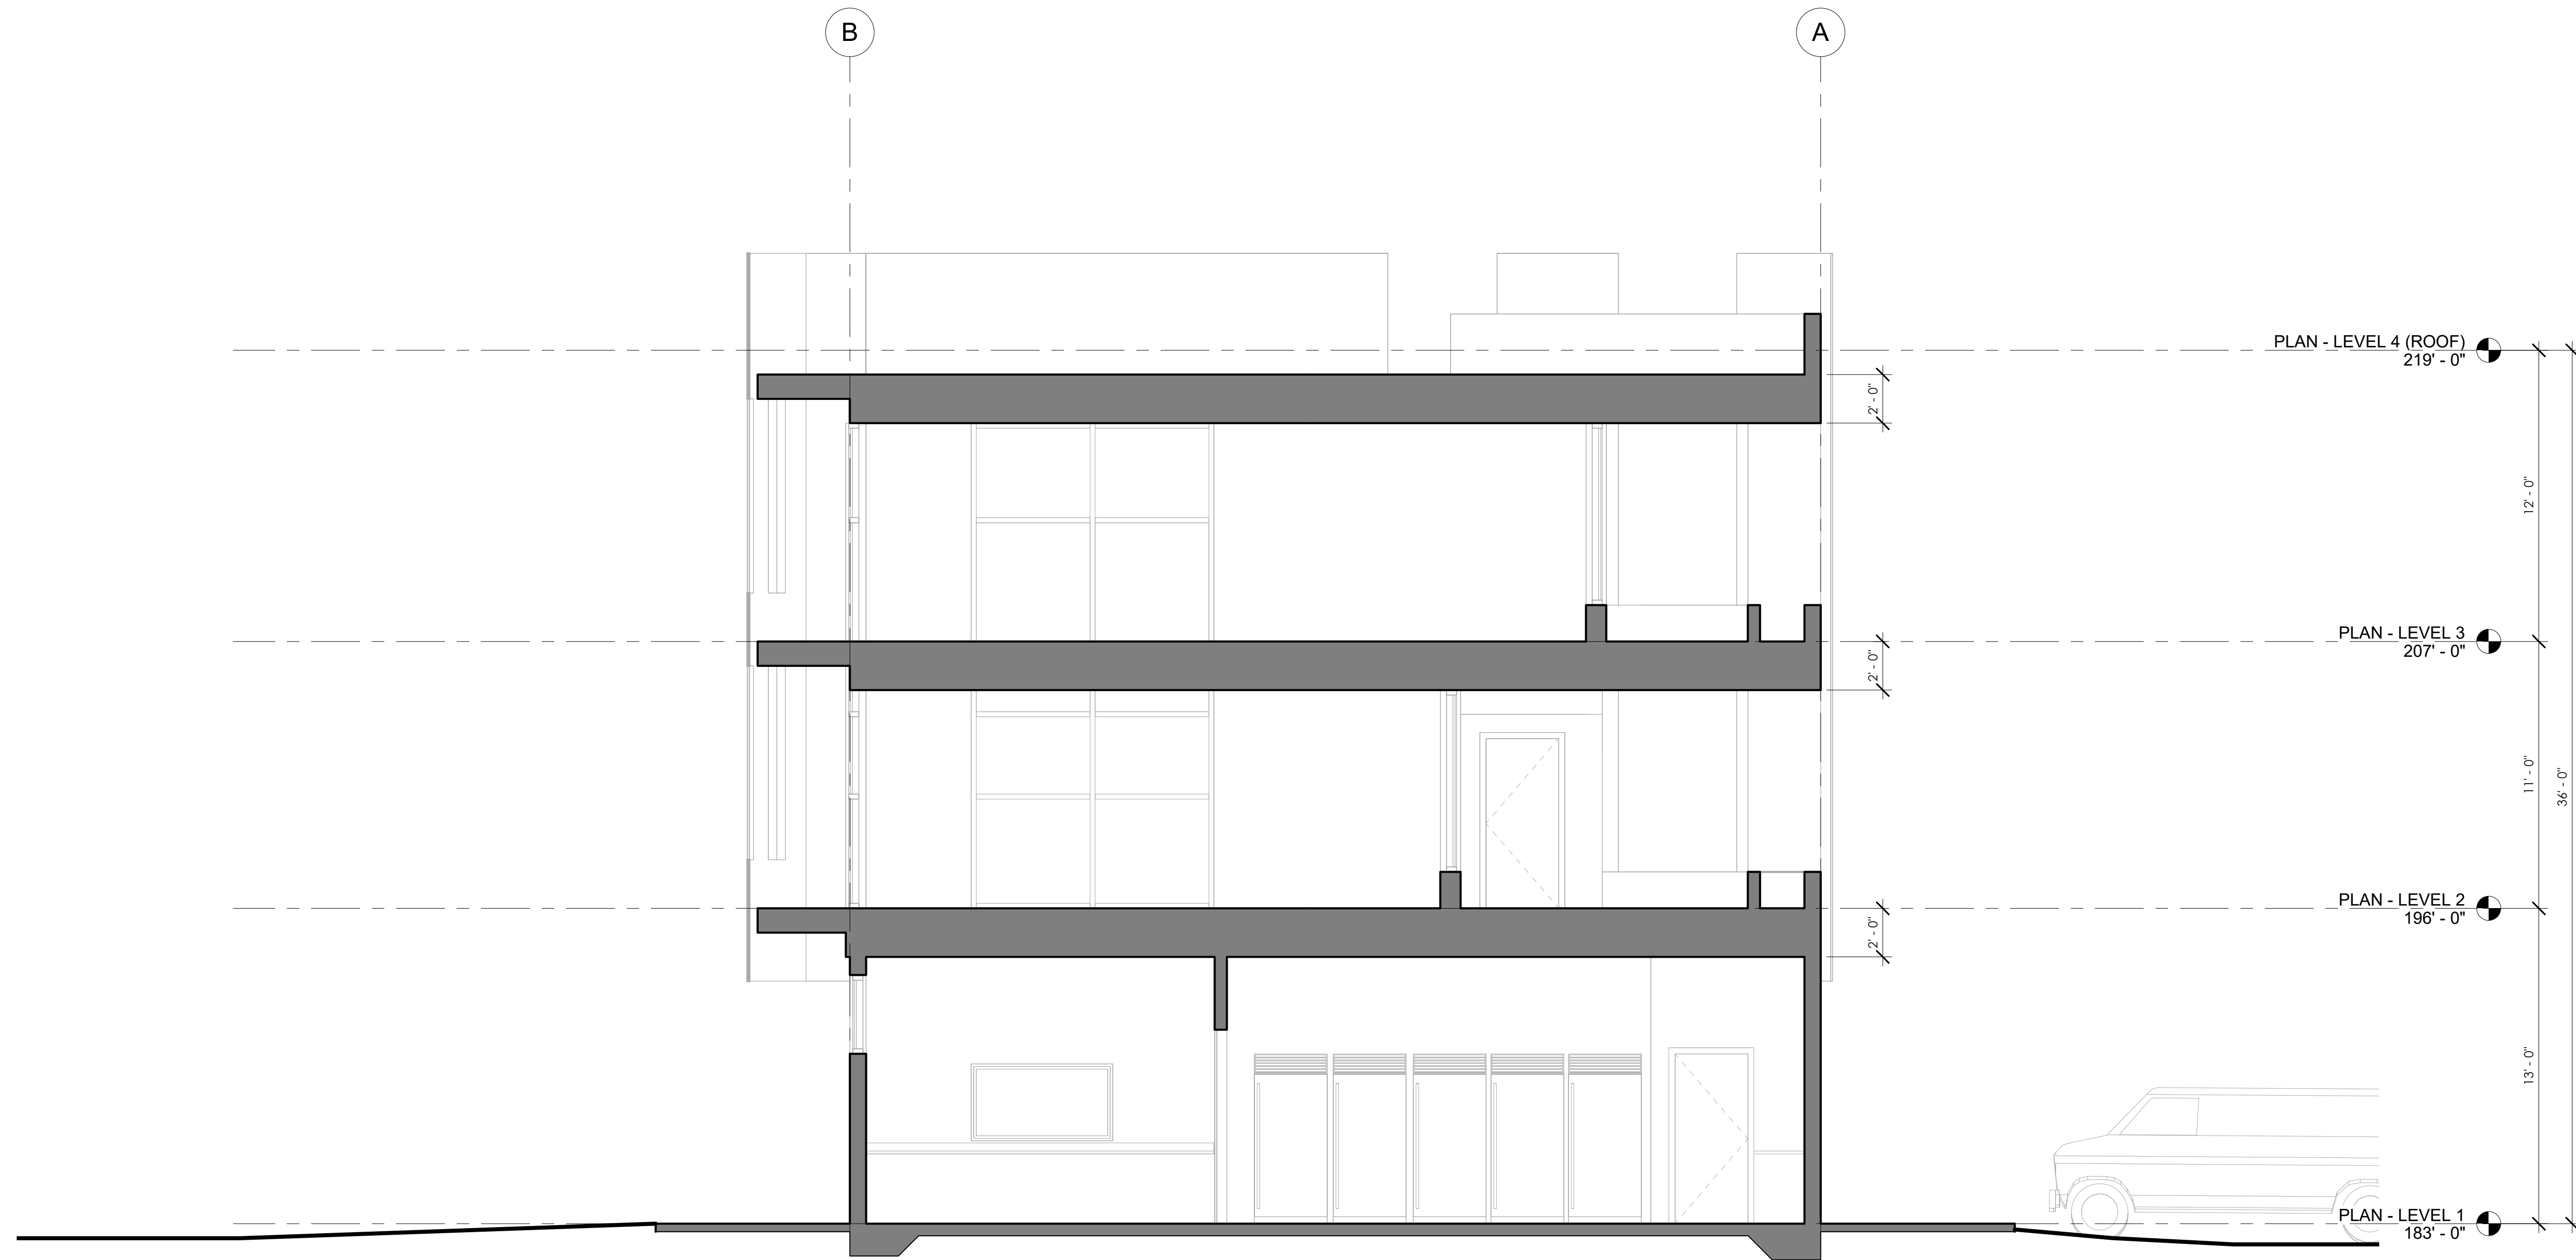 B
A
PLAN - LEVEL 4 (ROOF)
219' - 0"
2' - 0"
12' - 0"
PLAN - LEVEL 3
207' - 0"
2' - 0"
11' - 0"
36' - 0"
PLAN - LEVEL 2
196' - 0"
2' - 0"
13' - 0"
PLAN - LEVEL 1
183' - 0"